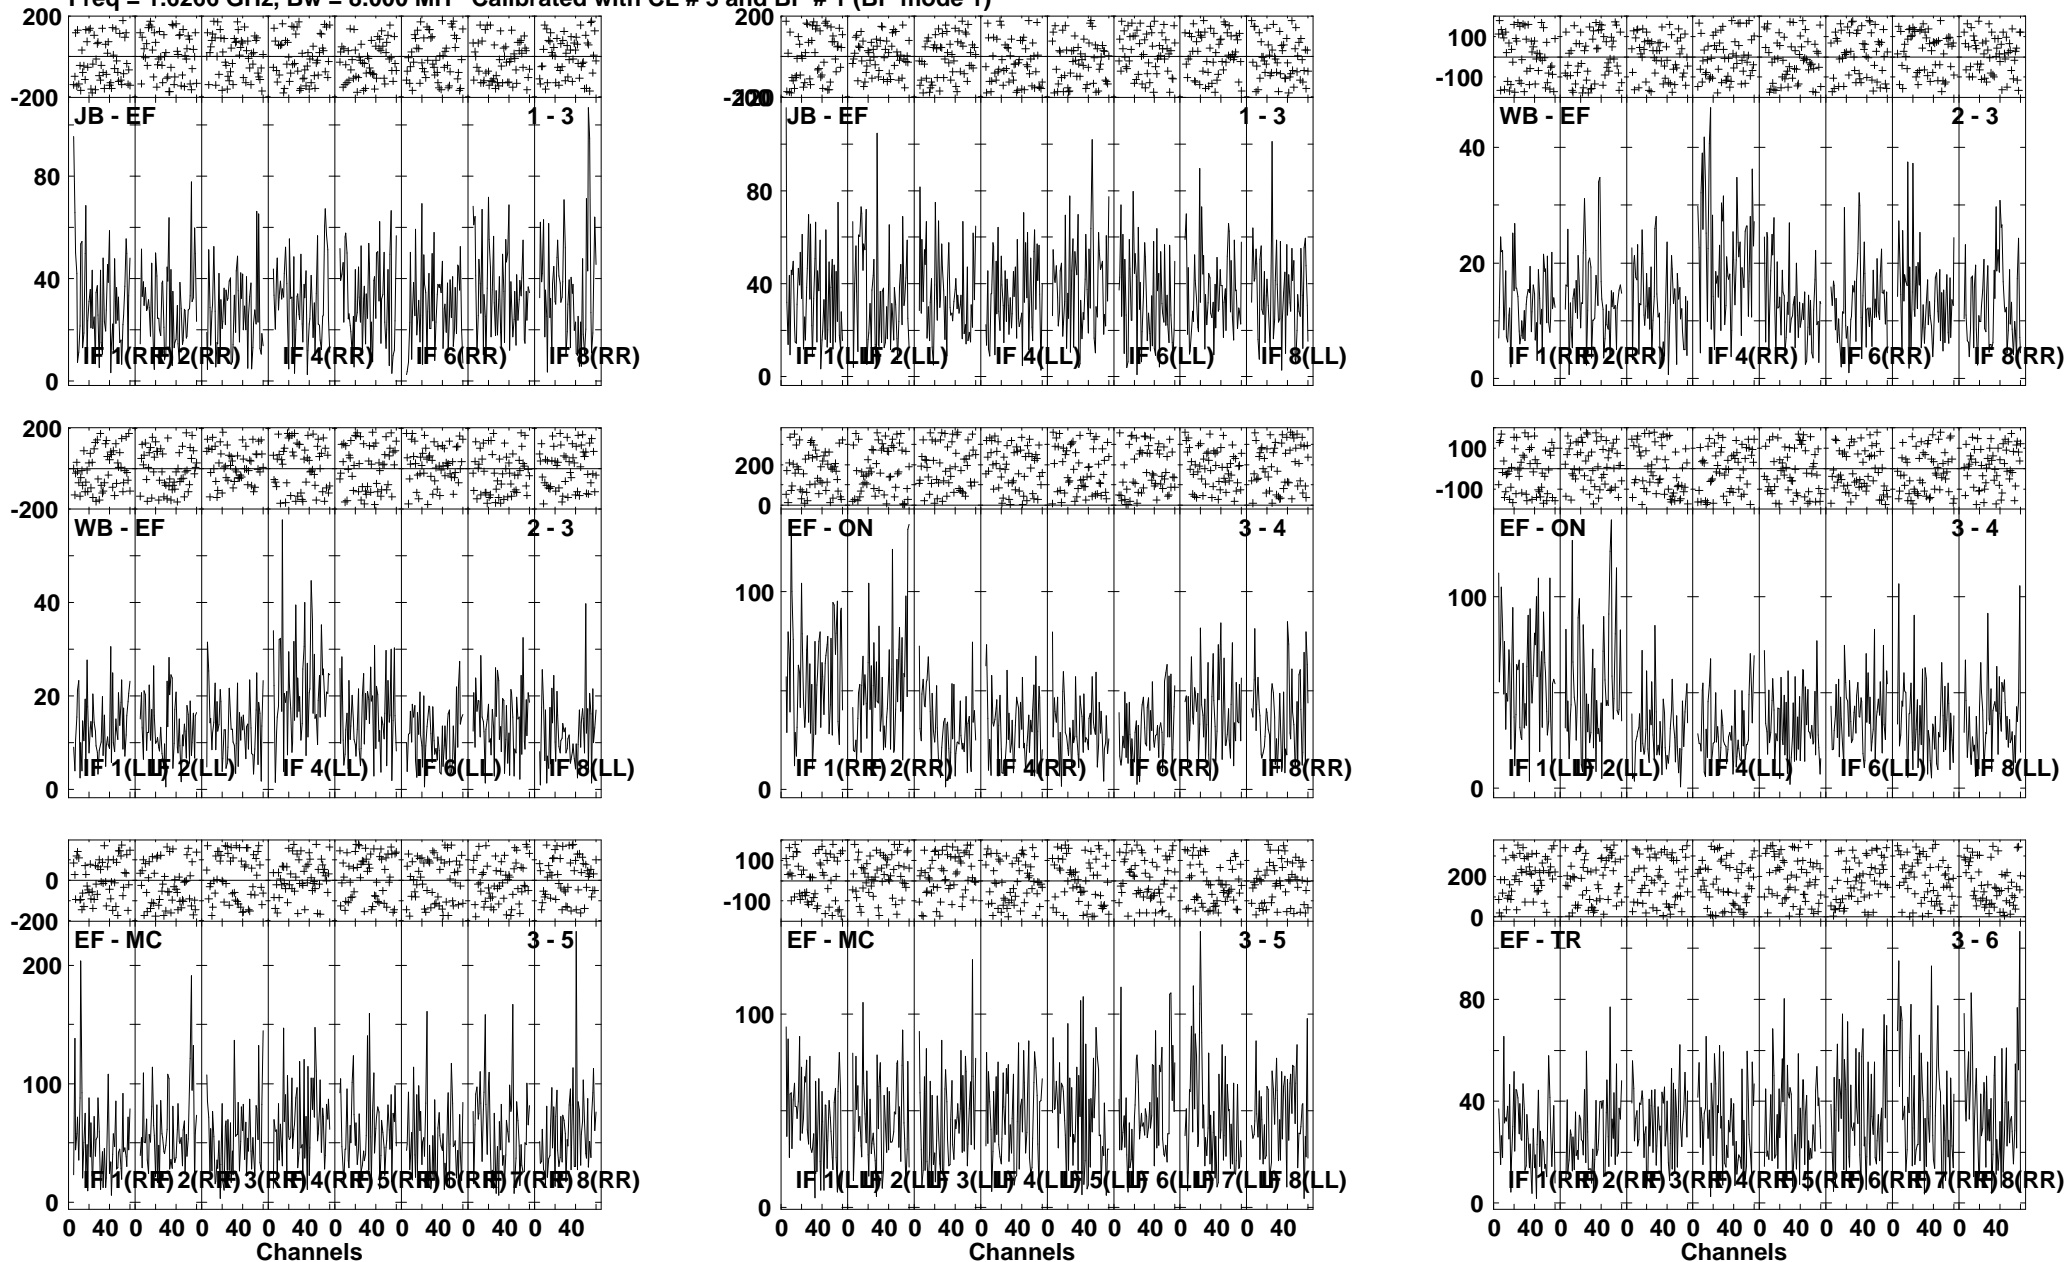 Freq = 1.6266 GHz, Bw = 8.000 MH Calibrated with CL # 3 and BP # 1 (BP mode 1)
200
-200
JB - EF 1 - 3
80
40
0
IF 1(RR) IF 2(RR) IF 4(RR) IF 6(RR) IF 8(RR)
200
-200
120
JB - EF 1 - 3
80
40
0
IF 1(LL) IF 2(LL) IF 4(LL) IF 6(LL) IF 8(LL)
100
-100
WB - EF 2 - 3
40
20
0
IF 1(RR) IF 2(RR) IF 4(RR) IF 6(RR) IF 8(RR)
200
-200
WB - EF 2 - 3
40
20
0
IF 1(LL) IF 2(LL) IF 4(LL) IF 6(LL) IF 8(LL)
200
0
EF - ON 3 - 4
100
0
IF 1(RR) IF 2(RR) IF 4(RR) IF 6(RR) IF 8(RR)
100
-100
EF - ON 3 - 4
100
0
IF 1(LL) IF 2(LL) IF 4(LL) IF 6(LL) IF 8(LL)
0
-200
EF - MC 3 - 5
200
100
0
IF 1(RR) IF 2(RR) IF 3(RR) IF 4(RR) IF 5(RR) IF 6(RR) IF 7(RR) IF 8(RR)
0 40 0 40 0 40 0 40 0 40 0 40 0 40 0 40
Channels
100
-100
EF - MC 3 - 5
100
0
IF 1(LL) IF 2(LL) IF 3(LL) IF 4(LL) IF 5(LL) IF 6(LL) IF 7(LL) IF 8(LL)
0 40 0 40 0 40 0 40 0 40 0 40 0 40 0 40
Channels
200
0
EF - TR 3 - 6
80
40
0
IF 1(RR) IF 2(RR) IF 3(RR) IF 4(RR) IF 5(RR) IF 6(RR) IF 7(RR) IF 8(RR)
0 40 0 40 0 40 0 40 0 40 0 40 0 40 0 40
Channels